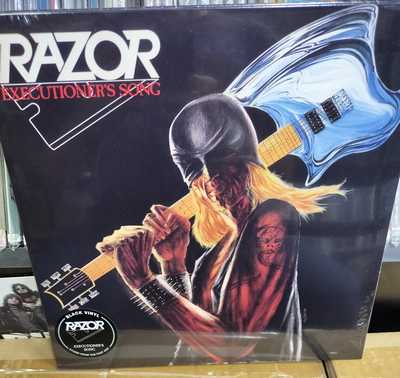 RAZOR
EXECUTIONER'S SONG
BLACK VINYL
RAZOR
EXECUTIONER'S
SONG